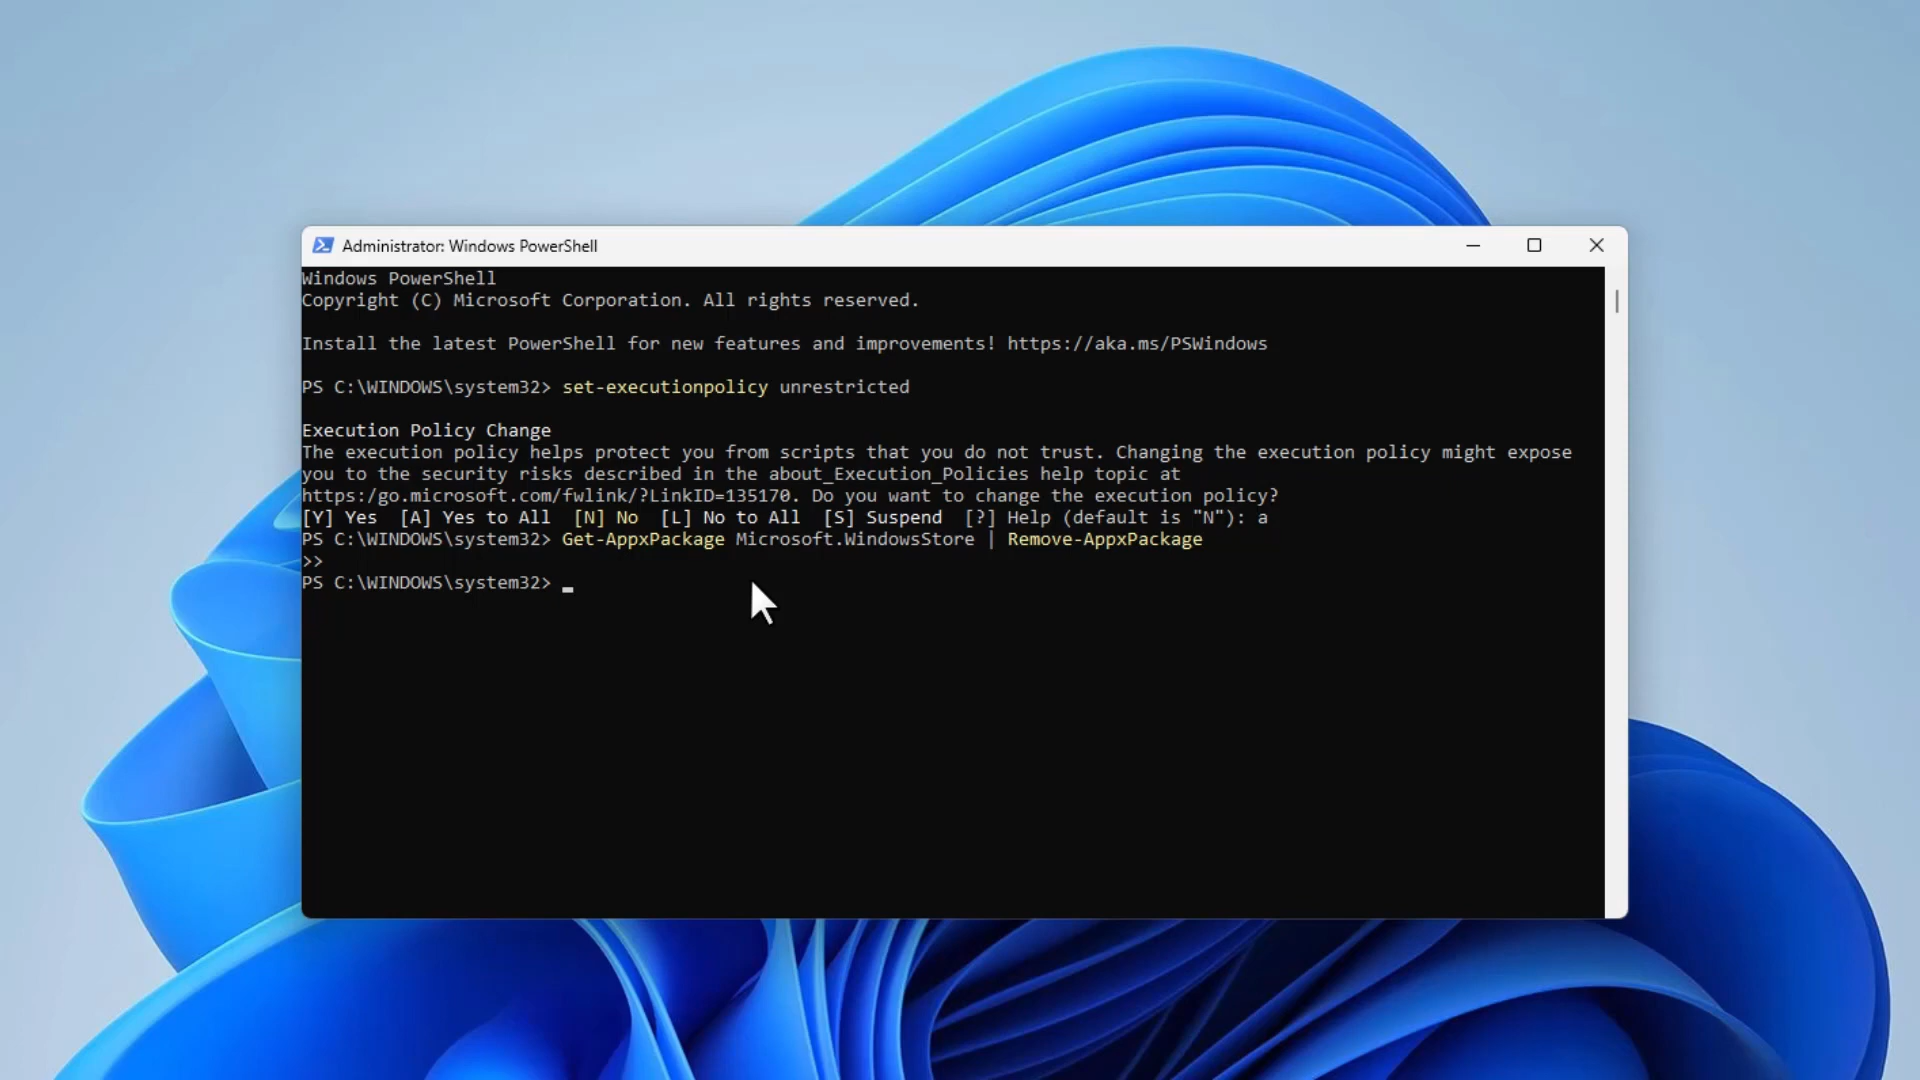 Administrator: Windows PowerShell
Windows PowerShell
Copyright (C) Microsoft Corporation. All rights reserved.
Install the latest PowerShell for new features and improvements! https://aka.ms/PSWindows
PS C:\WINDOWS\system32> set-executionpolicy unrestricted
Execution Policy Change
The execution policy helps protect you from scripts that you do not trust. Changing the execution policy might expose
you to the security risks described in the about_Execution_Policies help topic at
https:/go.microsoft.com/fwlink/?LinkID=135170. Do you want to change the execution policy?
[Y] Yes  [A] Yes to All  [N] No  [L] No to All  [S] Suspend  [?] Help (default is "N"): a
PS C:\WINDOWS\system32> Get-AppxPackage Microsoft.WindowsStore | Remove-AppxPackage
>>
PS C:\WINDOWS\system32>